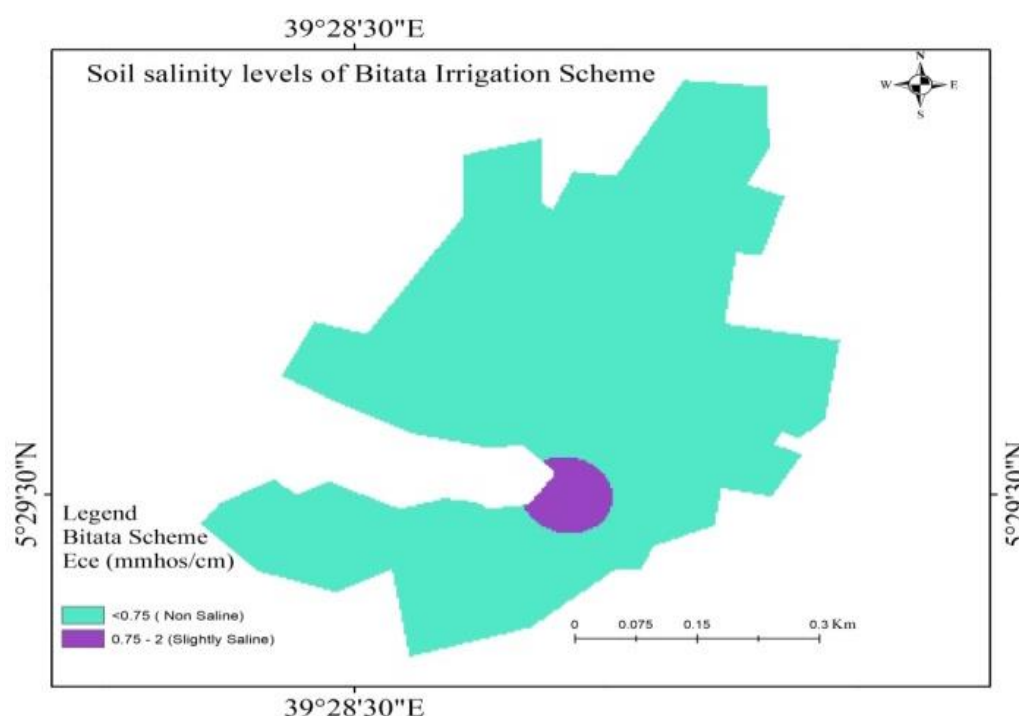 39°28'30"E
Soil salinity levels of Bitata Irrigation Scheme
N
W E
S
5°29'30"N
5°29'30"N
Legend
Bitata Scheme
Ece (mmhos/cm)
<0.75 ( Non Saline)
0.75 - 2 (Slightly Saline)
0 0.075 0.15 0.3 Km
39°28'30"E